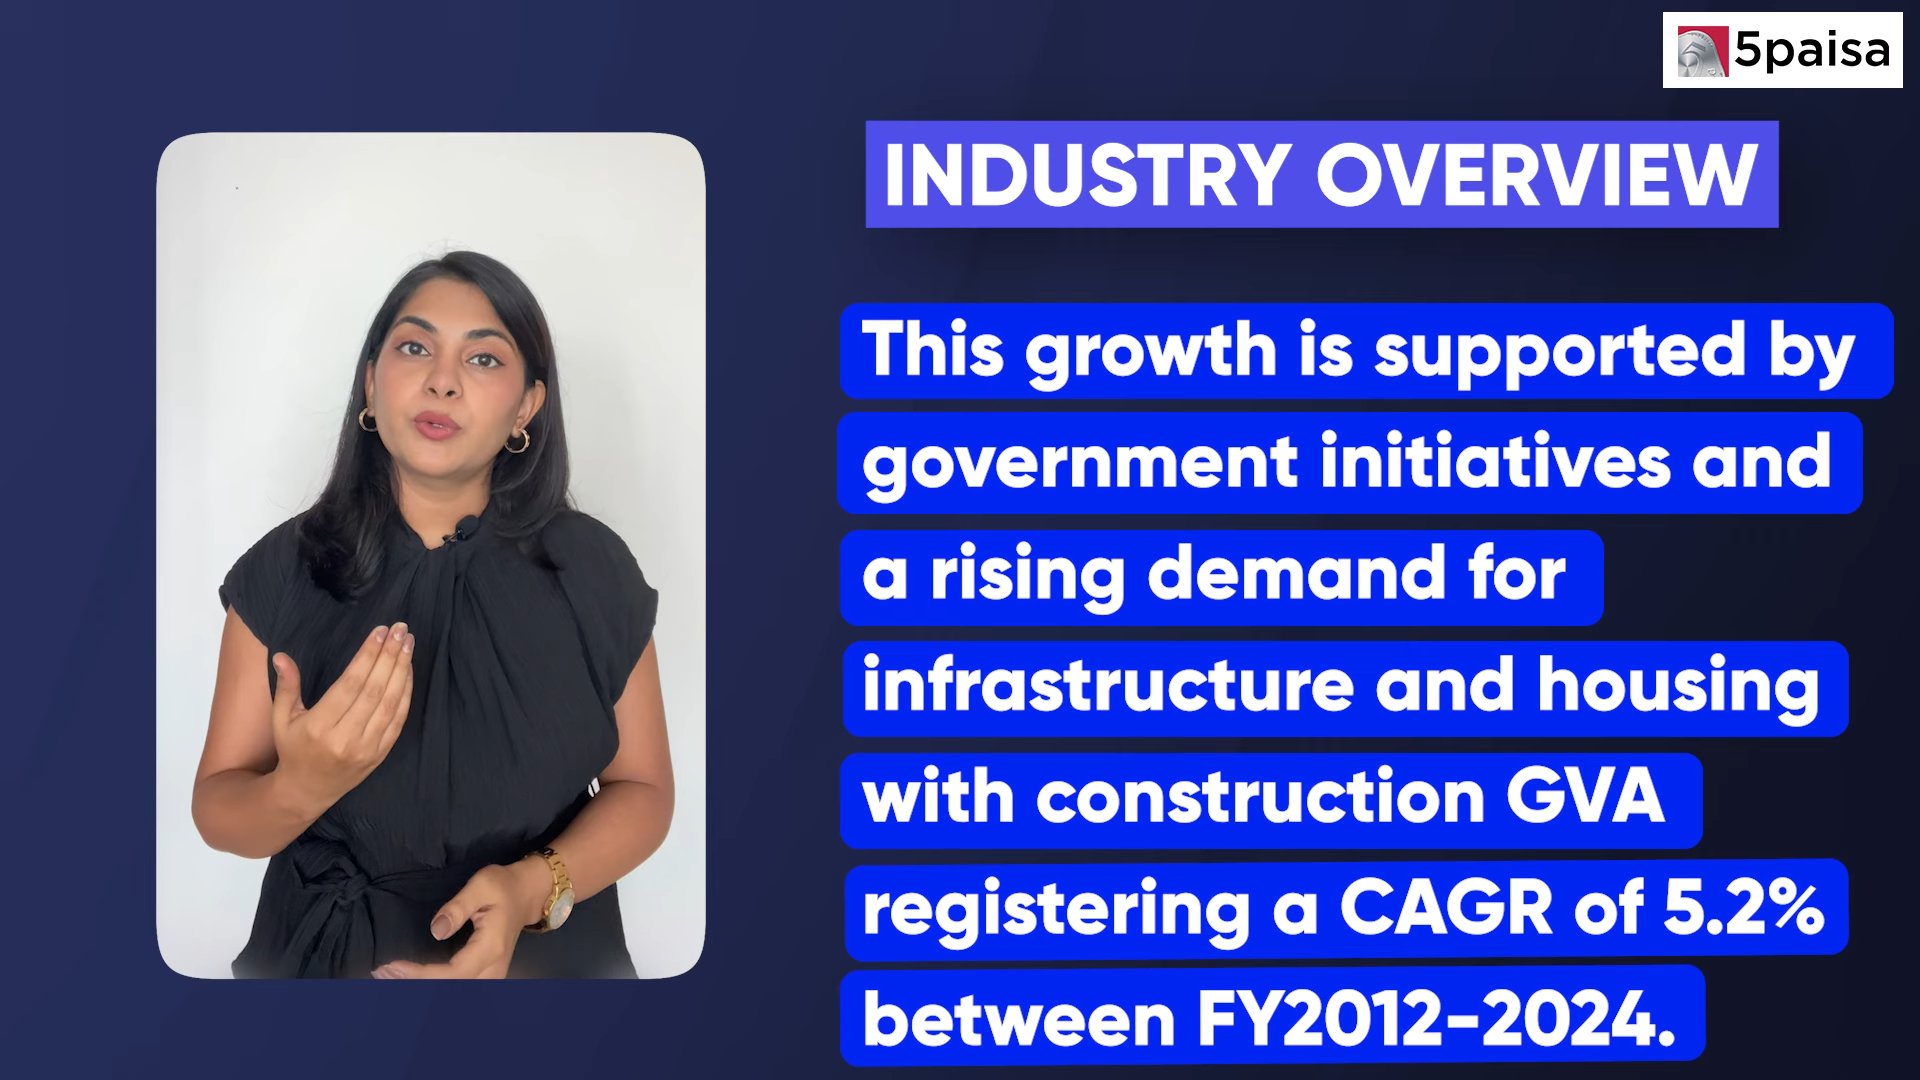 5paisa
INDUSTRY OVERVIEW
This growth is supported by
government initiatives and
a rising demand for
infrastructure and housing
with construction GVA
registering a CAGR of 5.2%
between FY2012-2024.